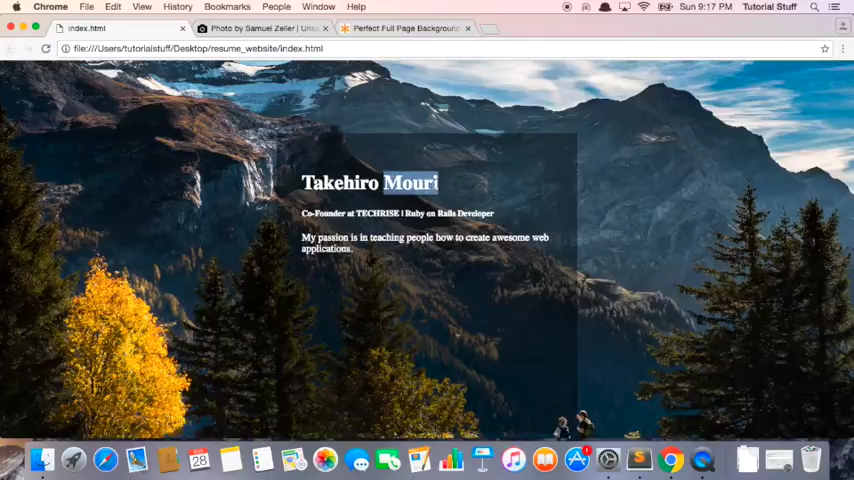 Chrome File Edit View History Bookmarks People Window Help
Sun 9:17 PM Tutorial Stuff
index.html
Photo by Samuel Zeller | Unsp
Perfect Full Page Background
file:///Users/tutorialstuff/Desktop/resume_website/index.html
Takehiro Mouri
Co-Founder at TECHRISE | Ruby on Rails Developer
My passion is in teaching people how to create awesome web
applications.
28